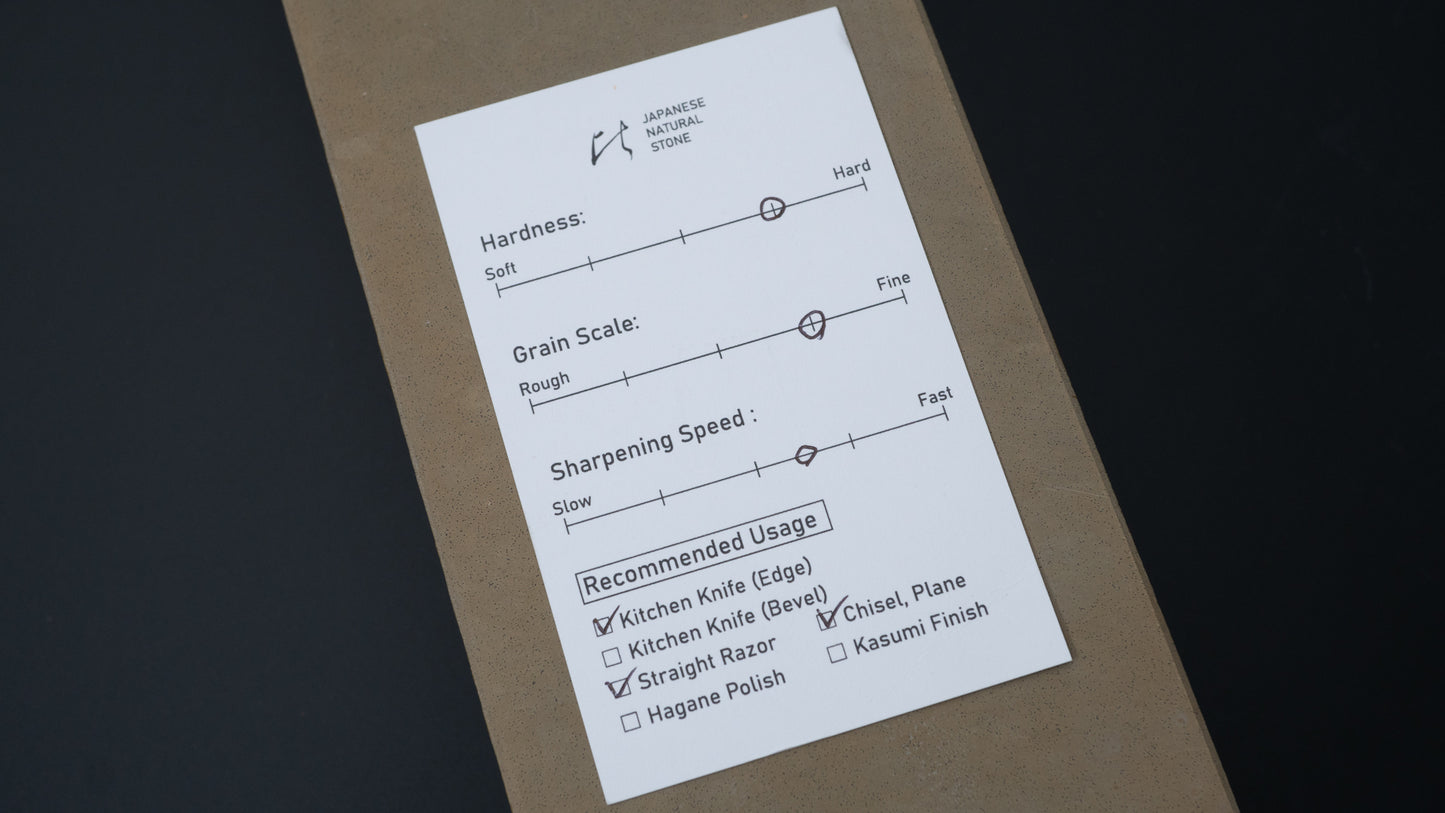 JAPANESE
NATURAL
STONE
Hardness:
Soft
Hard
Grain Scale:
Rough
Fine
Sharpening Speed :
Slow
Fast
Recommended Usage
Kitchen Knife (Edge)
Kitchen Knife (Bevel)
Chisel, Plane
Straight Razor
Kasumi Finish
Hagane Polish